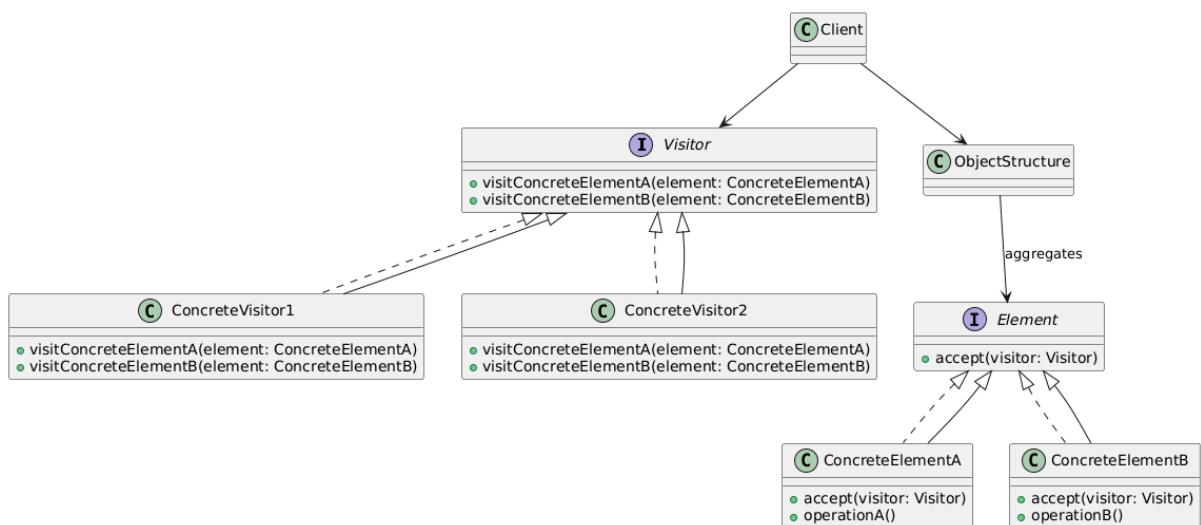 C Client
I Visitor
visitConcreteElementA(element: ConcreteElementA)
visitConcreteElementB(element: ConcreteElementB)
C ObjectStructure
aggregates
C ConcreteVisitor1
visitConcreteElementA(element: ConcreteElementA)
visitConcreteElementB(element: ConcreteElementB)
C ConcreteVisitor2
visitConcreteElementA(element: ConcreteElementA)
visitConcreteElementB(element: ConcreteElementB)
I Element
accept(visitor: Visitor)
C ConcreteElementA
accept(visitor: Visitor)
operationA()
C ConcreteElementB
accept(visitor: Visitor)
operationB()